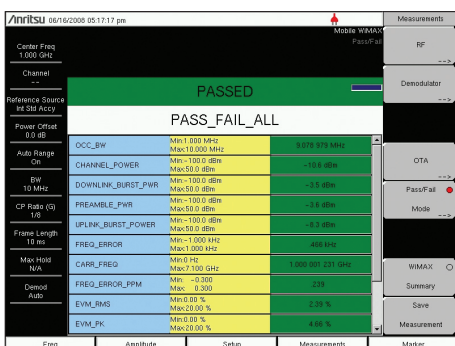 Anritsu 06/16/2008 05:17:17 pm
Measurements
Mobile WiMAX
Pass/Fail
Center Freq
1.000 GHz
Channel
--
Reference Source
Int Std Accy
Power Offset
0.0 dB
Auto Range
On
BW
10 MHz
CP Ratio (G)
1/8
Frame Length
10 ms
Max Hold
N/A
Demod
Auto
PASSED
PASS_FAIL_ALL
OCC_BW Min:1.000 MHz Max:10.000 MHz 9.078 979 MHz
CHANNEL_POWER Min:-100.0 dBm Max:50.0 dBm -10.6 dBm
DOWNLINK_BURST_PWR Min:-100.0 dBm Max:50.0 dBm -3.5 dBm
PREAMBLE_PWR Min:-100.0 dBm Max:50.0 dBm -3.6 dBm
UPLINK_BURST_POWER Min:-100.0 dBm Max:50.0 dBm -8.3 dBm
FREQ_ERROR Min:-1.000 kHz Max:1.000 kHz .466 kHz
CARR_FREQ Min:0 Hz Max:7.100 GHz 1.000 001 231 GHz
FREQ_ERROR_PPM Min: -0.300 Max: 0.300 .239
EVM_RMS Min:0.00 % Max:20.00 % 2.39 %
EVM_PK Min:0.00 % Max:20.00 % 4.66 %
RF
-->
Demodulator
-->
OTA
-->
Pass/Fail
Mode
-->
WiMAX
Summary
Save
Measurement
Freq Amplitude Setup Measurements Marker